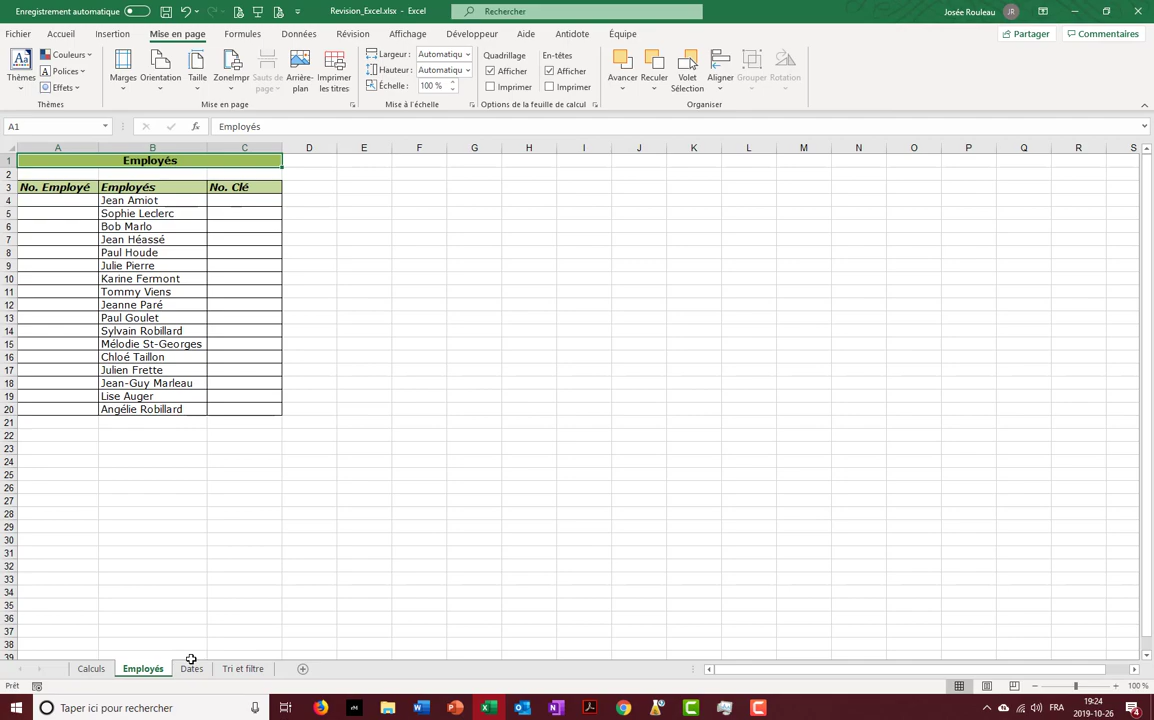 Enregistrement automatique Revision_Excel.xlsx - Excel Rechercher Josée Rouleau JR
Fichier Accueil Insertion Mise en page Formules Données Révision Affichage Développeur Aide Antidote Équipe Partager Commentaires
Thèmes Couleurs Polices Effets Marges Orientation Taille ZoneImpr Sauts de page Arrière-plan Imprimer les titres Largeur: Automatiqu Hauteur: Automatiqu Échelle: 100 % Quadrillage Afficher Imprimer En-têtes Afficher Imprimer Avancer Reculer Volet Sélection Aligner Grouper Rotation
Thèmes Mise en page Mise à l'échelle Options de la feuille de calcul Organiser
A1 fx Employés
A B C D E F G H I J K L M N O P Q R S
1 Employés
2
3 No. Employé Employés No. Clé
4 Jean Amiot
5 Sophie Leclerc
6 Bob Marlo
7 Jean Héassé
8 Paul Houde
9 Julie Pierre
10 Karine Fermont
11 Tommy Viens
12 Jeanne Paré
13 Paul Goulet
14 Sylvain Robillard
15 Mélodie St-Georges
16 Chloé Taillon
17 Julien Frette
18 Jean-Guy Marleau
19 Lise Auger
20 Angélie Robillard
21
22
23
24
25
26
27
28
29
30
31
32
33
34
35
36
37
38
39
Calculs Employés Dates Tri et filtre
Prêt 100 %
Taper ici pour rechercher FRA 19:24
2019-10-26 4